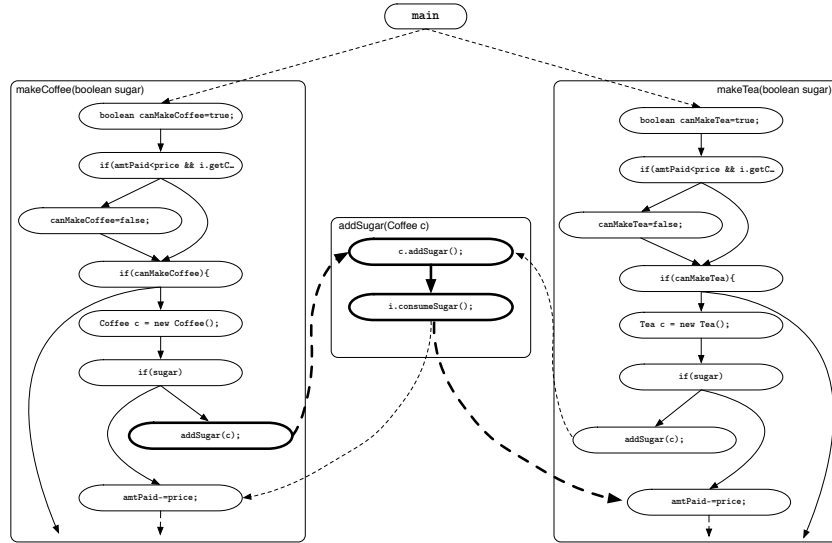 main
makeCoffee(boolean sugar)
boolean canMakeCoffee=true;
if(amtPaid<price && i.getC…
canMakeCoffee=false;
if(canMakeCoffee){
Coffee c = new Coffee();
if(sugar)
addSugar(c);
amtPaid-=price;
addSugar(Coffee c)
c.addSugar();
i.consumeSugar();
makeTea(boolean sugar)
boolean canMakeTea=true;
if(amtPaid<price && i.getC…
canMakeTea=false;
if(canMakeTea){
Tea c = new Tea();
if(sugar)
addSugar(c);
amtPaid-=price;